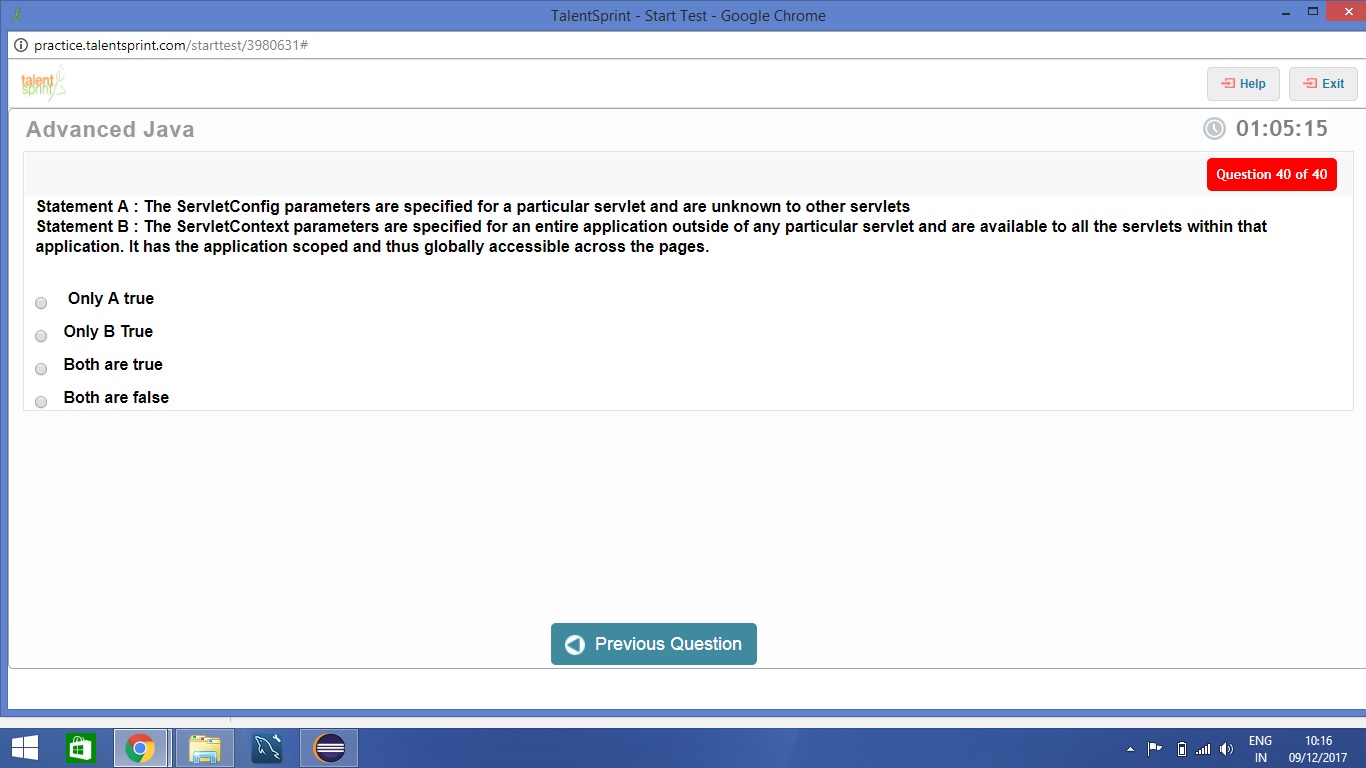 TalentSprint - Start Test - Google Chrome
practice.talentsprint.com/starttest/3980631#
talent
sprint
Help
Exit
Advanced Java
01:05:15
Question 40 of 40
Statement A : The ServletConfig parameters are specified for a particular servlet and are unknown to other servlets
Statement B : The ServletContext parameters are specified for an entire application outside of any particular servlet and are available to all the servlets within that
application. It has the application scoped and thus globally accessible across the pages.
Only A true
Only B True
Both are true
Both are false
Previous Question
ENG
10:16
IN
09/12/2017